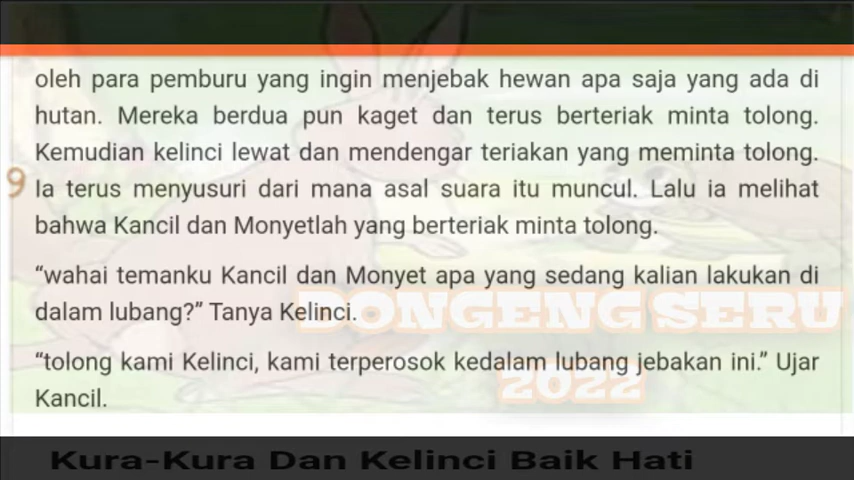 oleh para pemburu yang ingin menjebak hewan apa saja yang ada di
hutan. Mereka berdua pun kaget dan terus berteriak minta tolong.
Kemudian kelinci lewat dan mendengar teriakan yang meminta tolong.
9
Ia terus menyusuri dari mana asal suara itu muncul. Lalu ia melihat
bahwa Kancil dan Monyetlah yang berteriak minta tolong.
“wahai temanku Kancil dan Monyet apa yang sedang kalian lakukan di
dalam lubang?” Tanya Kelinci.
DONGENG SERU
“tolong kami Kelinci, kami terperosok kedalam lubang jebakan ini.” Ujar
2022
Kancil.
Kura-Kura Dan Kelinci Baik Hati